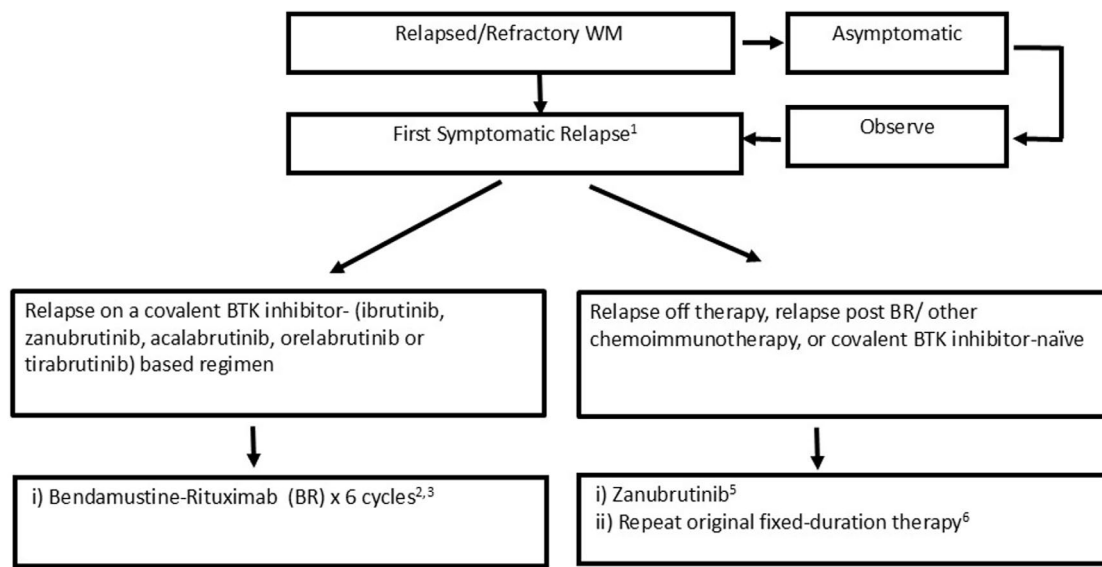 Relapsed/Refractory WM
Asymptomatic
First Symptomatic Relapse¹
Observe
Relapse on a covalent BTK inhibitor- (ibrutinib,
zanubrutinib, acalabrutinib, orelabrutinib or
tirabrutinib) based regimen
Relapse off therapy, relapse post BR/ other
chemoimmunotherapy, or covalent BTK inhibitor-naïve
i) Bendamustine-Rituximab (BR) x 6 cycles²,³
i) Zanubrutinib⁵
ii) Repeat original fixed-duration therapy⁶